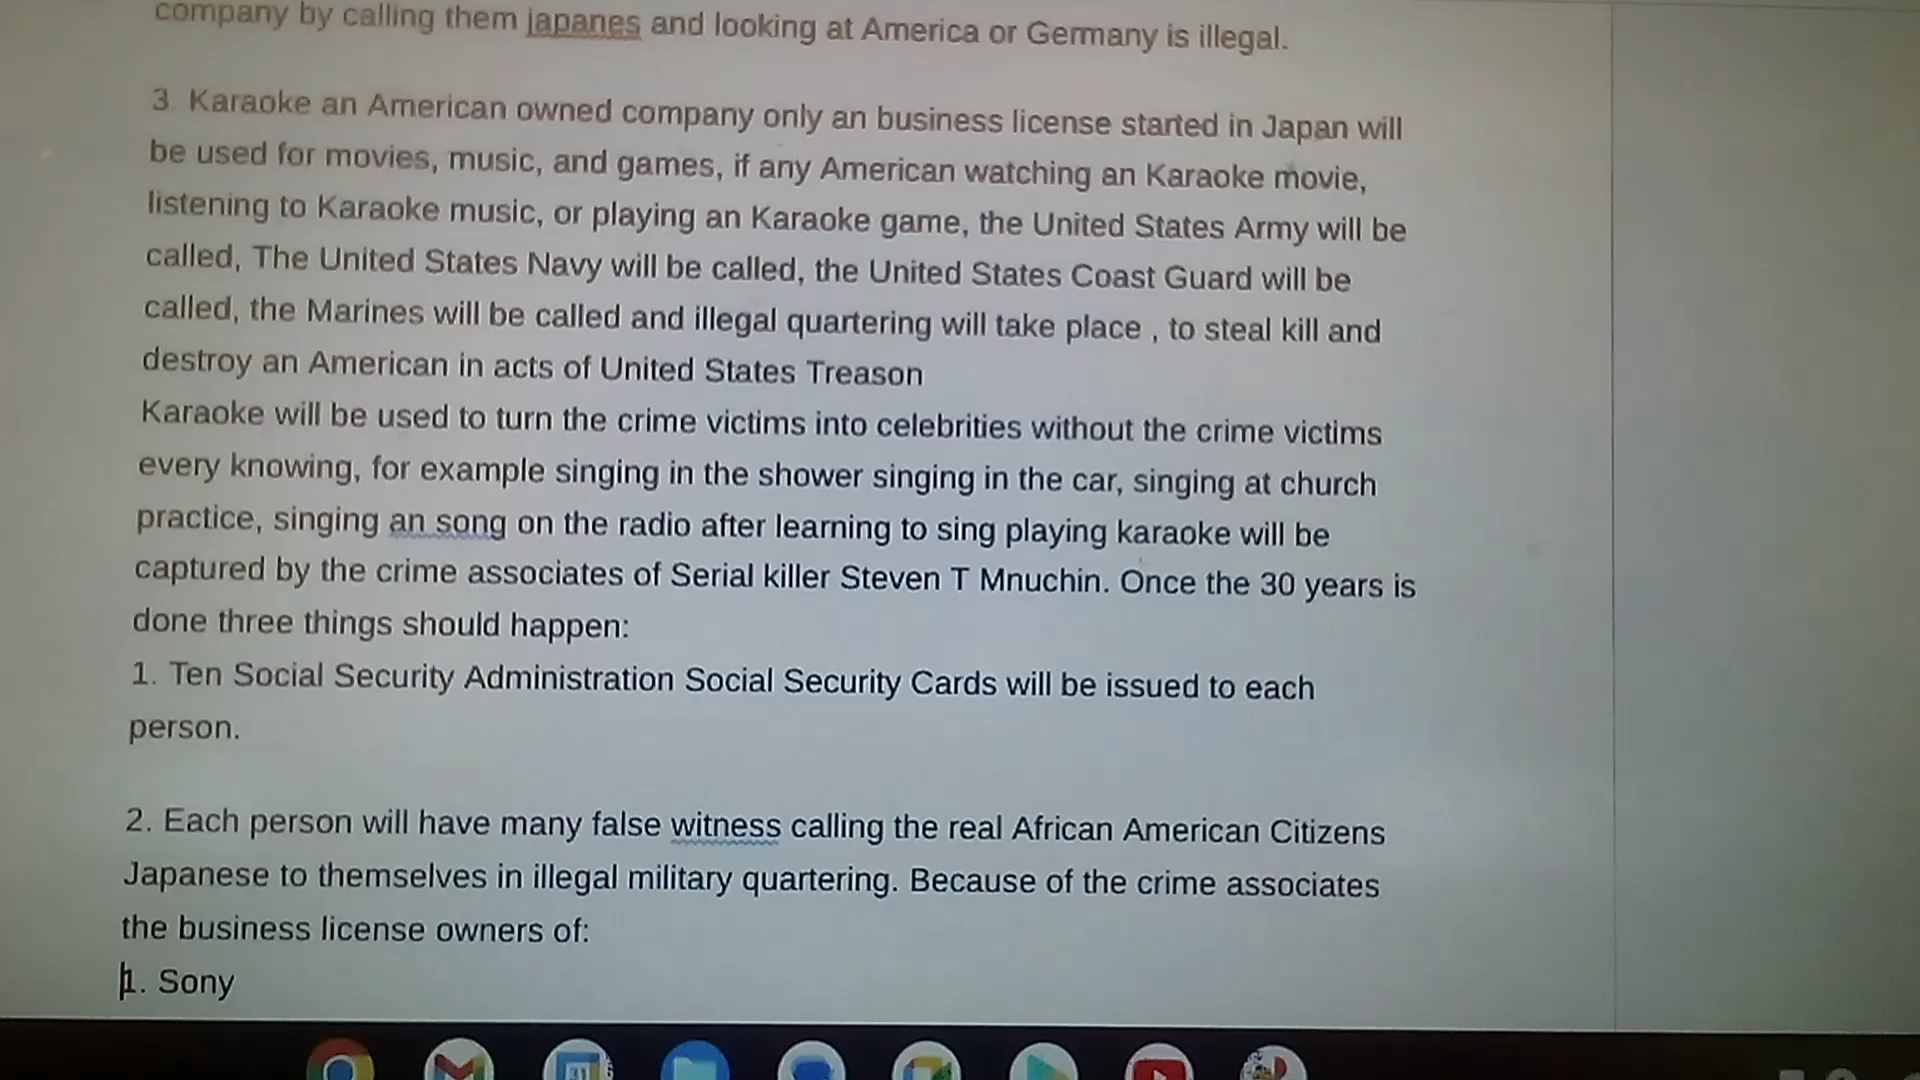 company by calling them japanes and looking at America or Germany is illegal.
3 Karaoke an American owned company only an business license started in Japan will
be used for movies, music, and games, if any American watching an Karaoke movie,
listening to Karaoke music, or playing an Karaoke game, the United States Army will be
called, The United States Navy will be called, the United States Coast Guard will be
called, the Marines will be called and illegal quartering will take place , to steal kill and
destroy an American in acts of United States Treason
Karaoke will be used to turn the crime victims into celebrities without the crime victims
every knowing, for example singing in the shower singing in the car, singing at church
practice, singing an song on the radio after learning to sing playing karaoke will be
captured by the crime associates of Serial killer Steven T Mnuchin. Once the 30 years is
done three things should happen:
1. Ten Social Security Administration Social Security Cards will be issued to each
person.
2. Each person will have many false witness calling the real African American Citizens
Japanese to themselves in illegal military quartering. Because of the crime associates
the business license owners of:
1. Sony
31